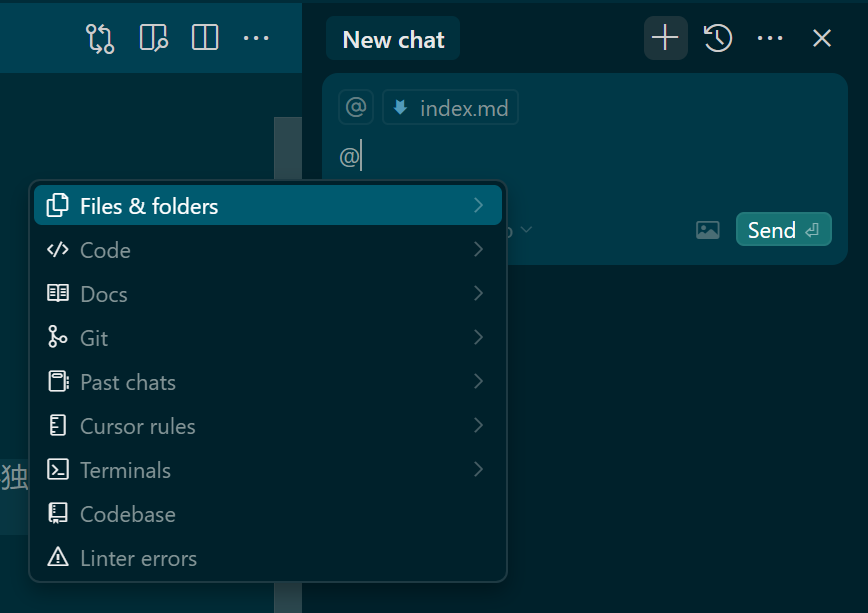 New chat
@ index.md
@
Files & folders
Code
Docs
Git
Past chats
Cursor rules
Terminals
Codebase
Linter errors
Send
独